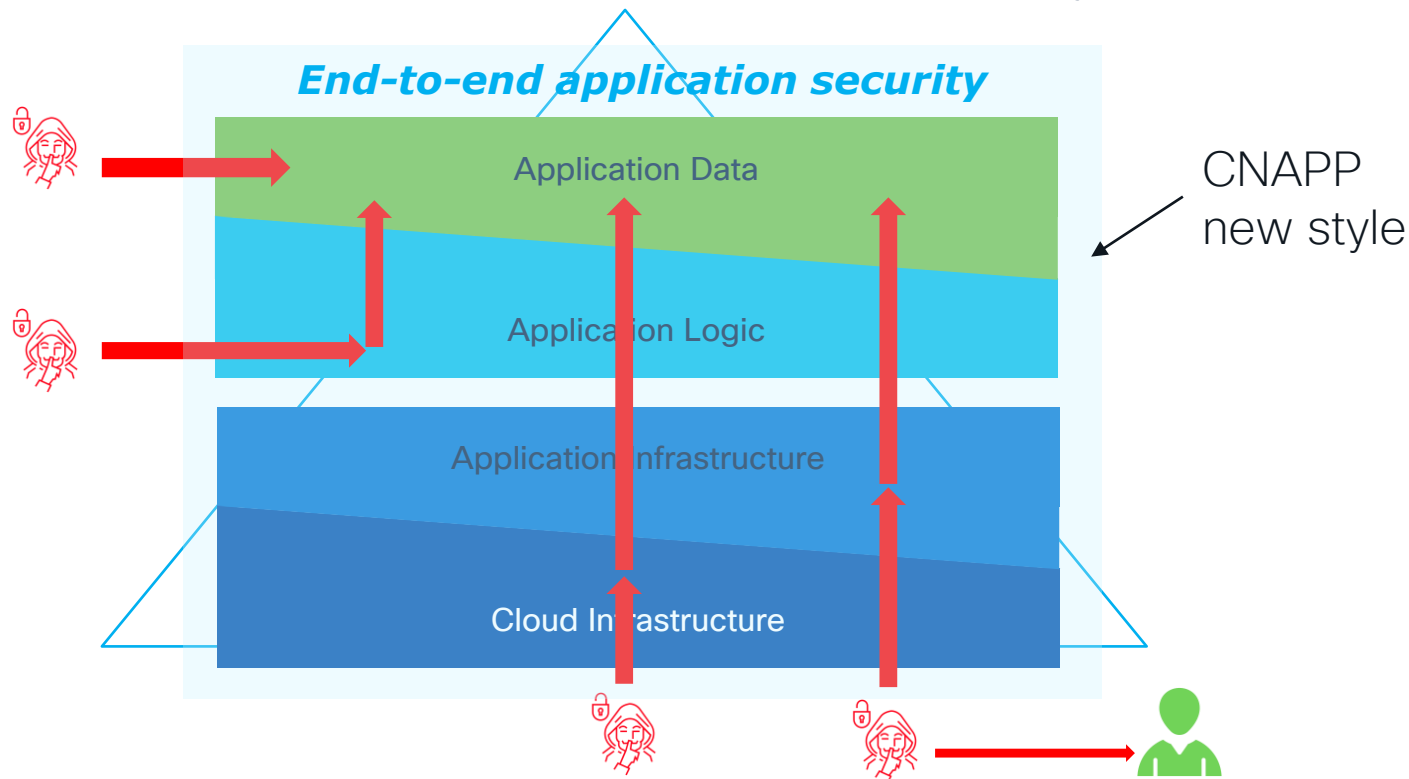 End-to-end application security
Application Data
CNAPP
new style
Application Logic
Application Infrastructure
Cloud Infrastructure